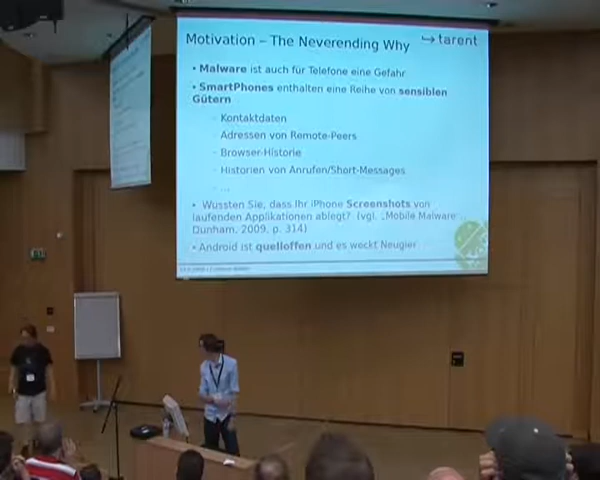 Motivation – The Neverending Why
tarent
• Malware ist auch für Telefone eine Gefahr
• SmartPhones enthalten eine Reihe von sensiblen
Gütern
Kontaktdaten
Adressen von Remote-Peers
Browser-Historie
Historien von Anrufen/Short-Messages
...
• Wussten Sie, dass Ihr iPhone Screenshots von
laufenden Applikationen ablegt? (vgl. „Mobile Malware“,
Dunham, 2009, p. 314)
• Android ist quelloffen und es weckt Neugier